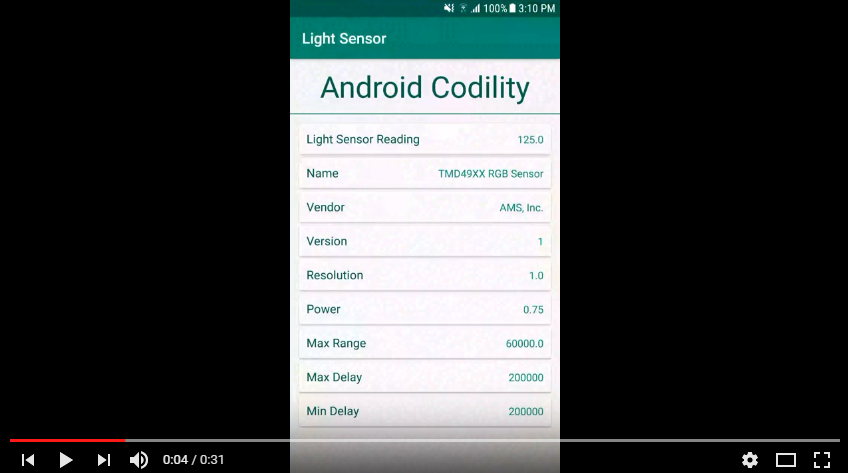 100% 3:10 PM
Light Sensor
Android Codility
Light Sensor Reading 125.0
Name TMD49XX RGB Sensor
Vendor AMS, Inc.
Version 1
Resolution 1.0
Power 0.75
Max Range 60000.0
Max Delay 200000
Min Delay 200000
0:04 / 0:31